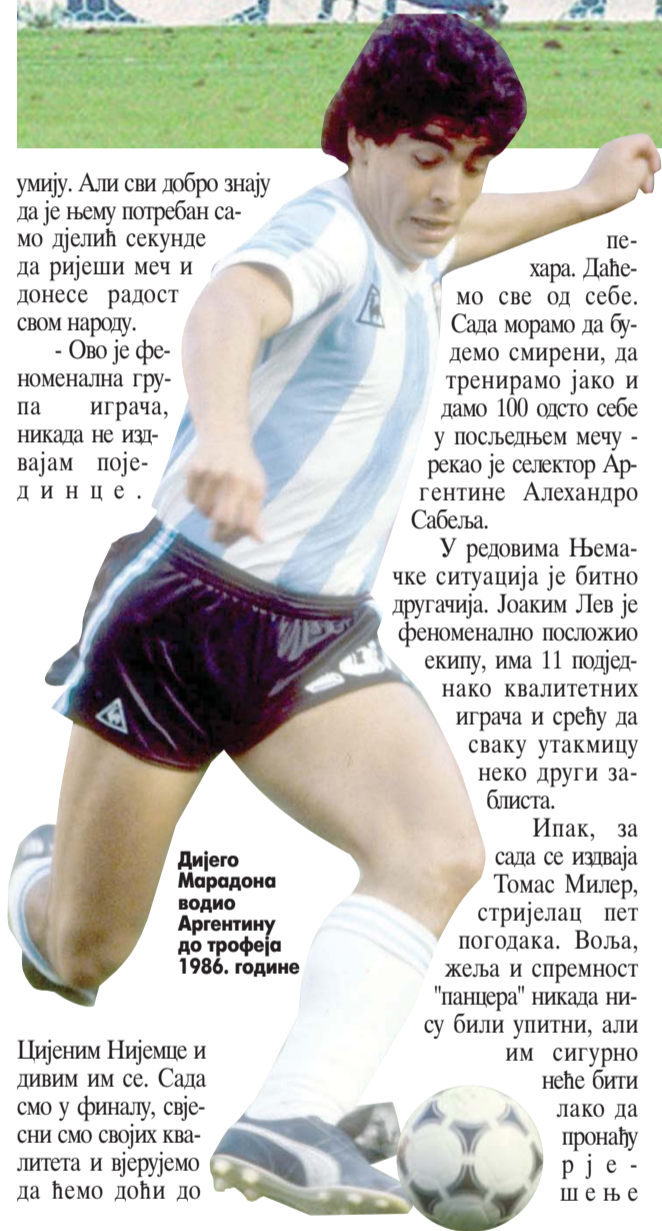 умију. Али сви добро знају
да је њему потребан са-
мо дјелић секунде
да ријеши меч и
донесе радост
свом народу.
- Ово је фе-
номенална гру-
па играча,
никада не изд-
вајам поје-
динце.
Цијеним Нијемце и
дивим им се. Сада
смо у финалу, свје-
сни смо својих ква-
литета и вјерујемо
да ћемо доћи до
пе-
хара. Даће-
мо све од себе.
Сада морамо да бу-
демо смирени, да
тренирамо јако и
дамо 100 одсто себе
у посљедњем мечу -
рекао је селектор Ар-
гентине Алехандро
Сабеља.
У редовима Њема-
чке ситуација је битно
другачија. Јоаким Лев је
феноменално посложио
екипу, има 11 подјед-
нако квалитетних
играча и срећу да
сваку утакмицу
неко други за-
блиста.
Ипак, за
сада се издваја
Томас Милер,
стријелац пет
погодака. Воља,
жеља и спремност
"панцера" никада ни-
су били упитни, али
им сигурно
неће бити
лако да
пронађу
рје-
шење
Дијего
Марадона
водио
Аргентину
до трофеја
1986. године